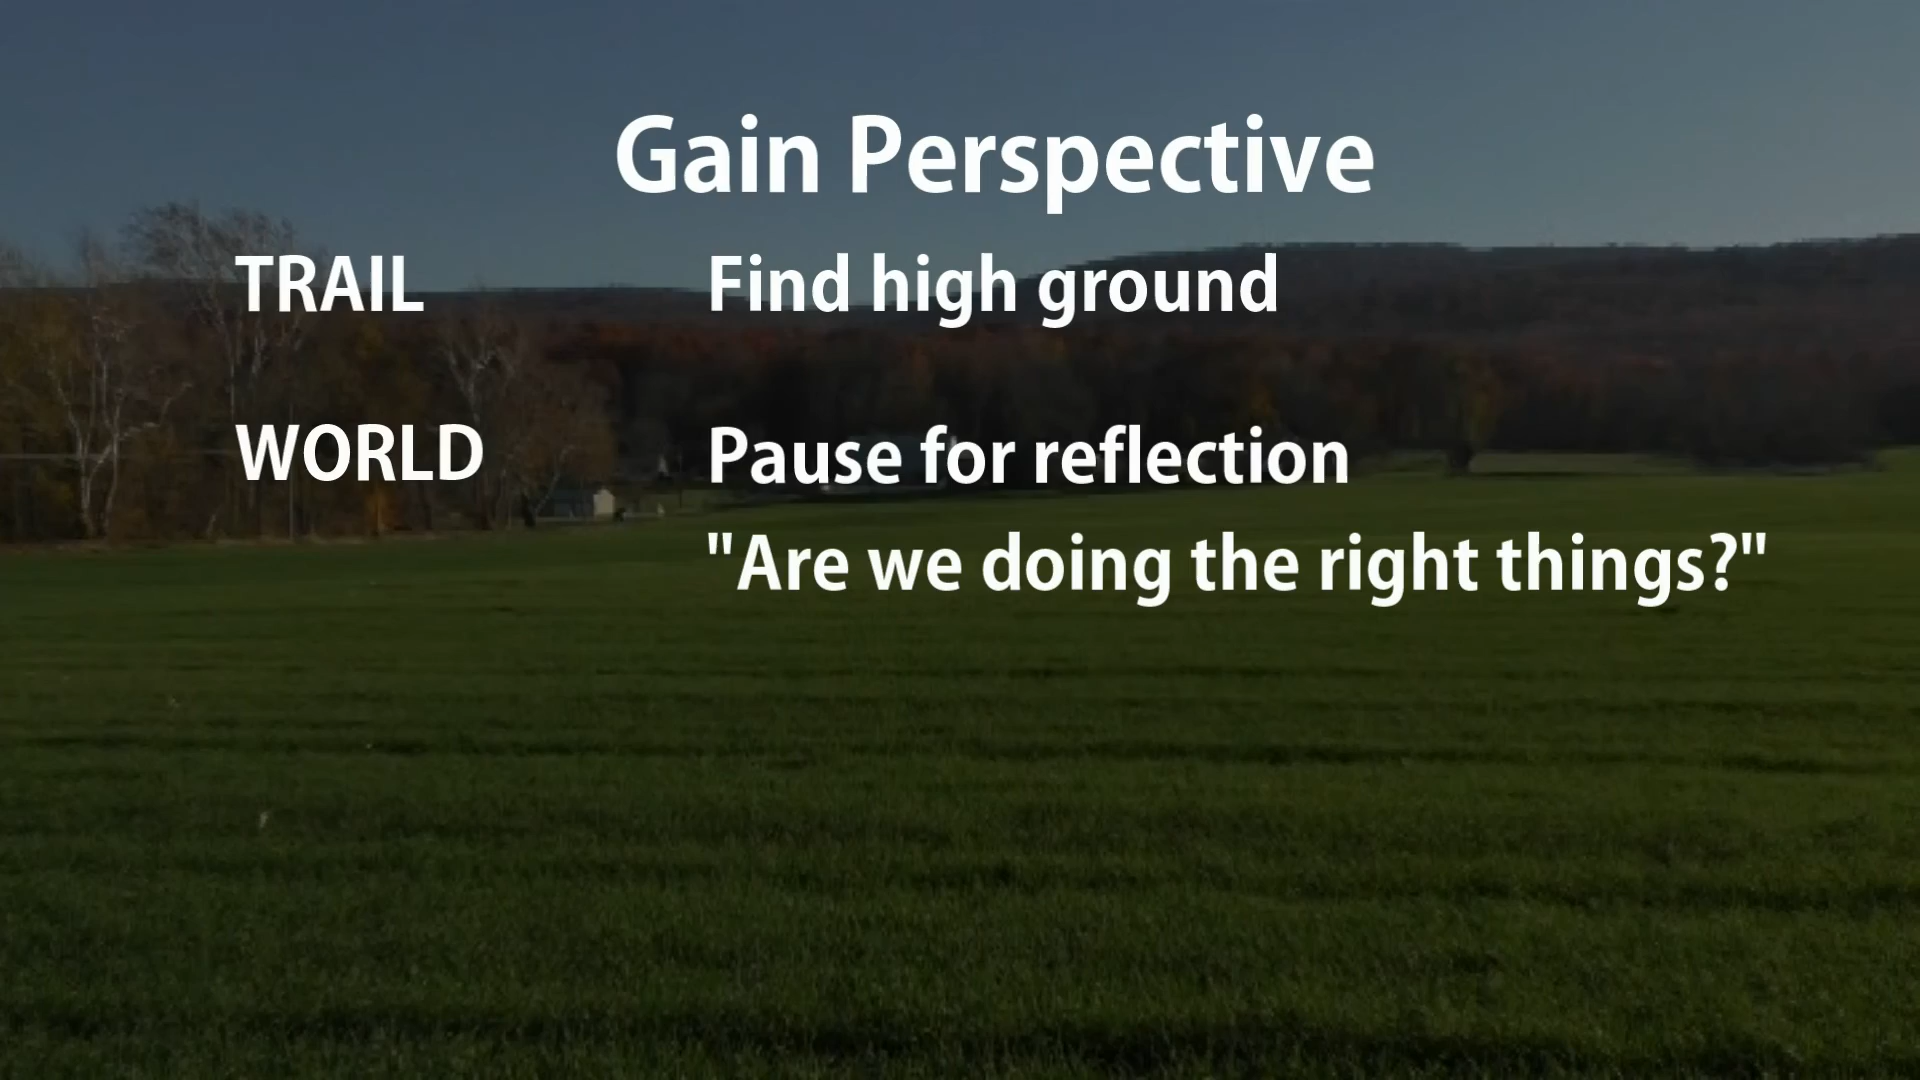 Gain Perspective
TRAIL Find high ground
WORLD Pause for reflection
"Are we doing the right things?"